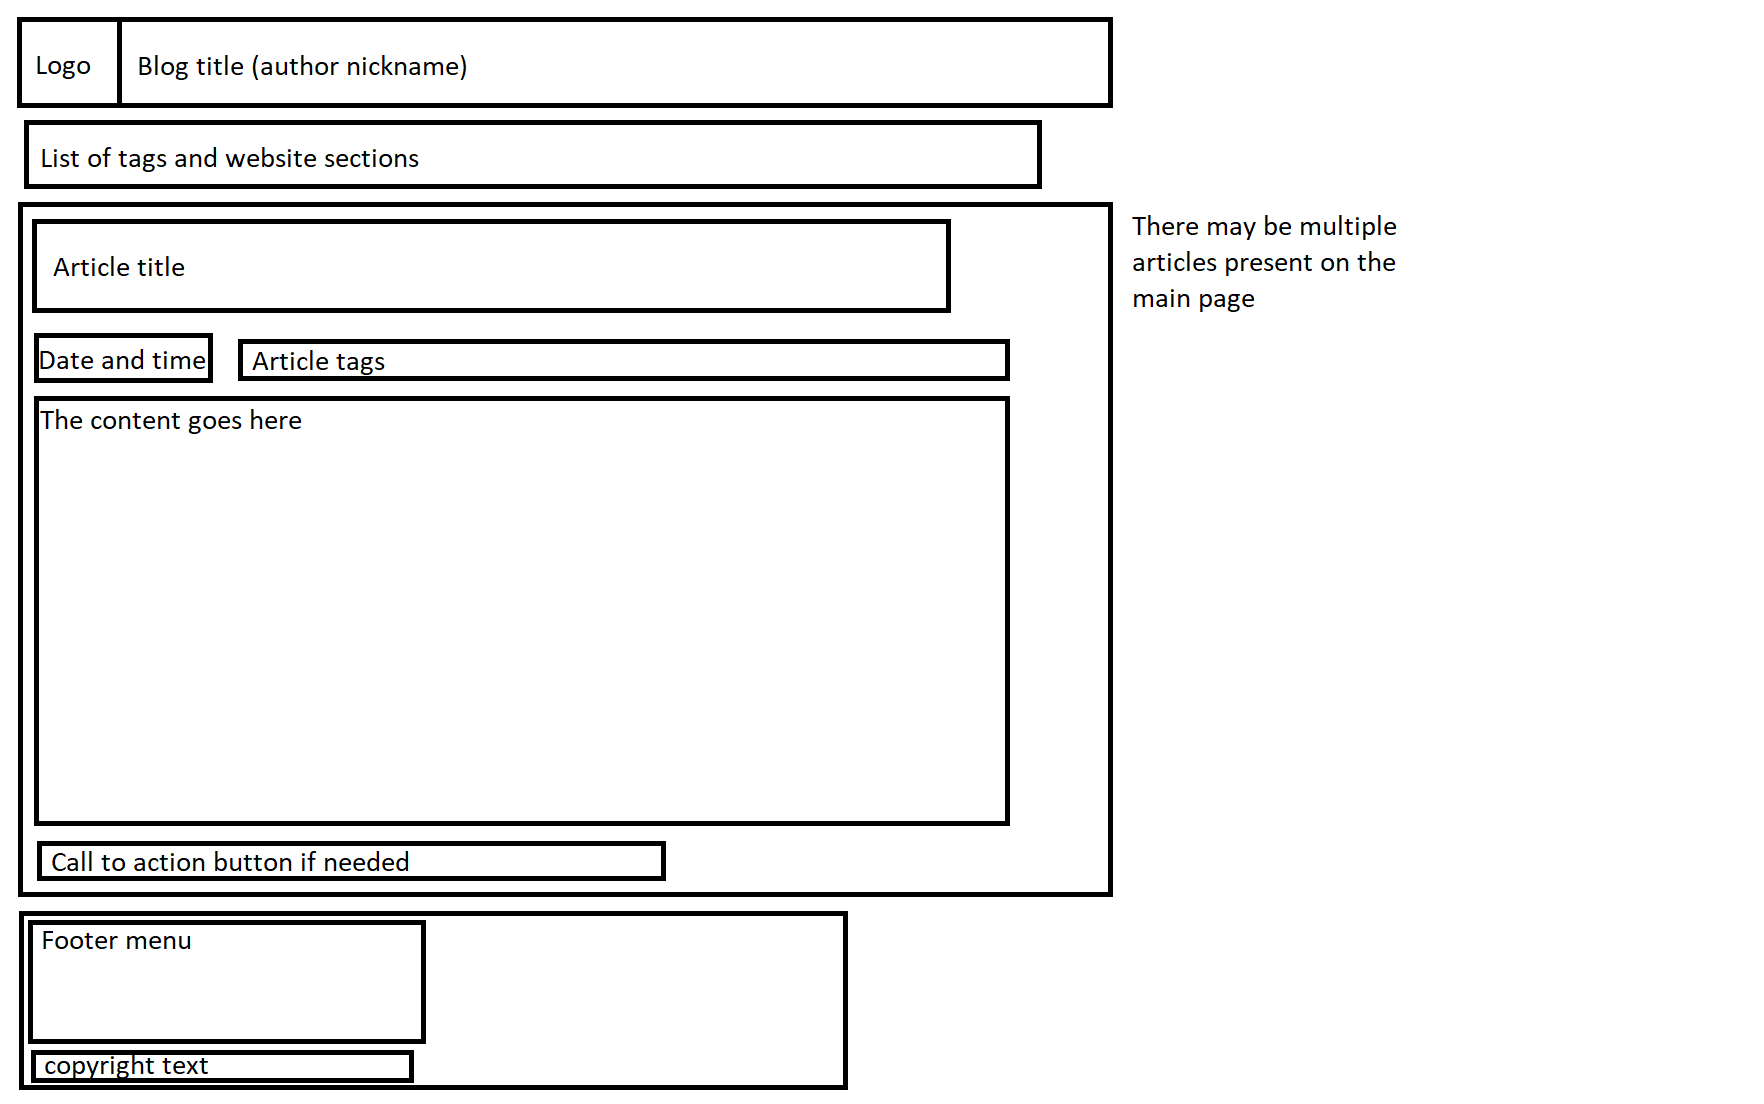 Logo
Blog title (author nickname)
List of tags and website sections
There may be multiple
articles present on the
main page
Article title
Date and time
Article tags
The content goes here
Call to action button if needed
Footer menu
copyright text